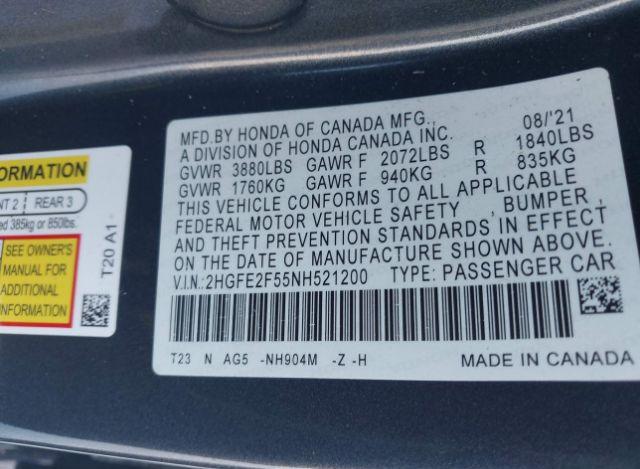 ORMATION
NT 2 REAR 3
ed 385kg or 850lbs.
SEE OWNER'S
MANUAL FOR
ADDITIONAL
INFORMATION
T20 A1
MFD.BY HONDA OF CANADA MFG., 08/'21
A DIVISION OF HONDA CANADA INC.
GVWR 3880LBS GAWR F 2072LBS R 1840LBS
GVWR 1760KG GAWR F 940KG R 835KG
THIS VEHICLE CONFORMS TO ALL APPLICABLE
FEDERAL MOTOR VEHICLE SAFETY , BUMPER ,
AND THEFT PREVENTION STANDARDS IN EFFECT
ON THE DATE OF MANUFACTURE SHOWN ABOVE.
V.I.N.:2HGFE2F55NH521200 TYPE: PASSENGER CAR
T23 N AG5 -NH904M -Z -H MADE IN CANADA